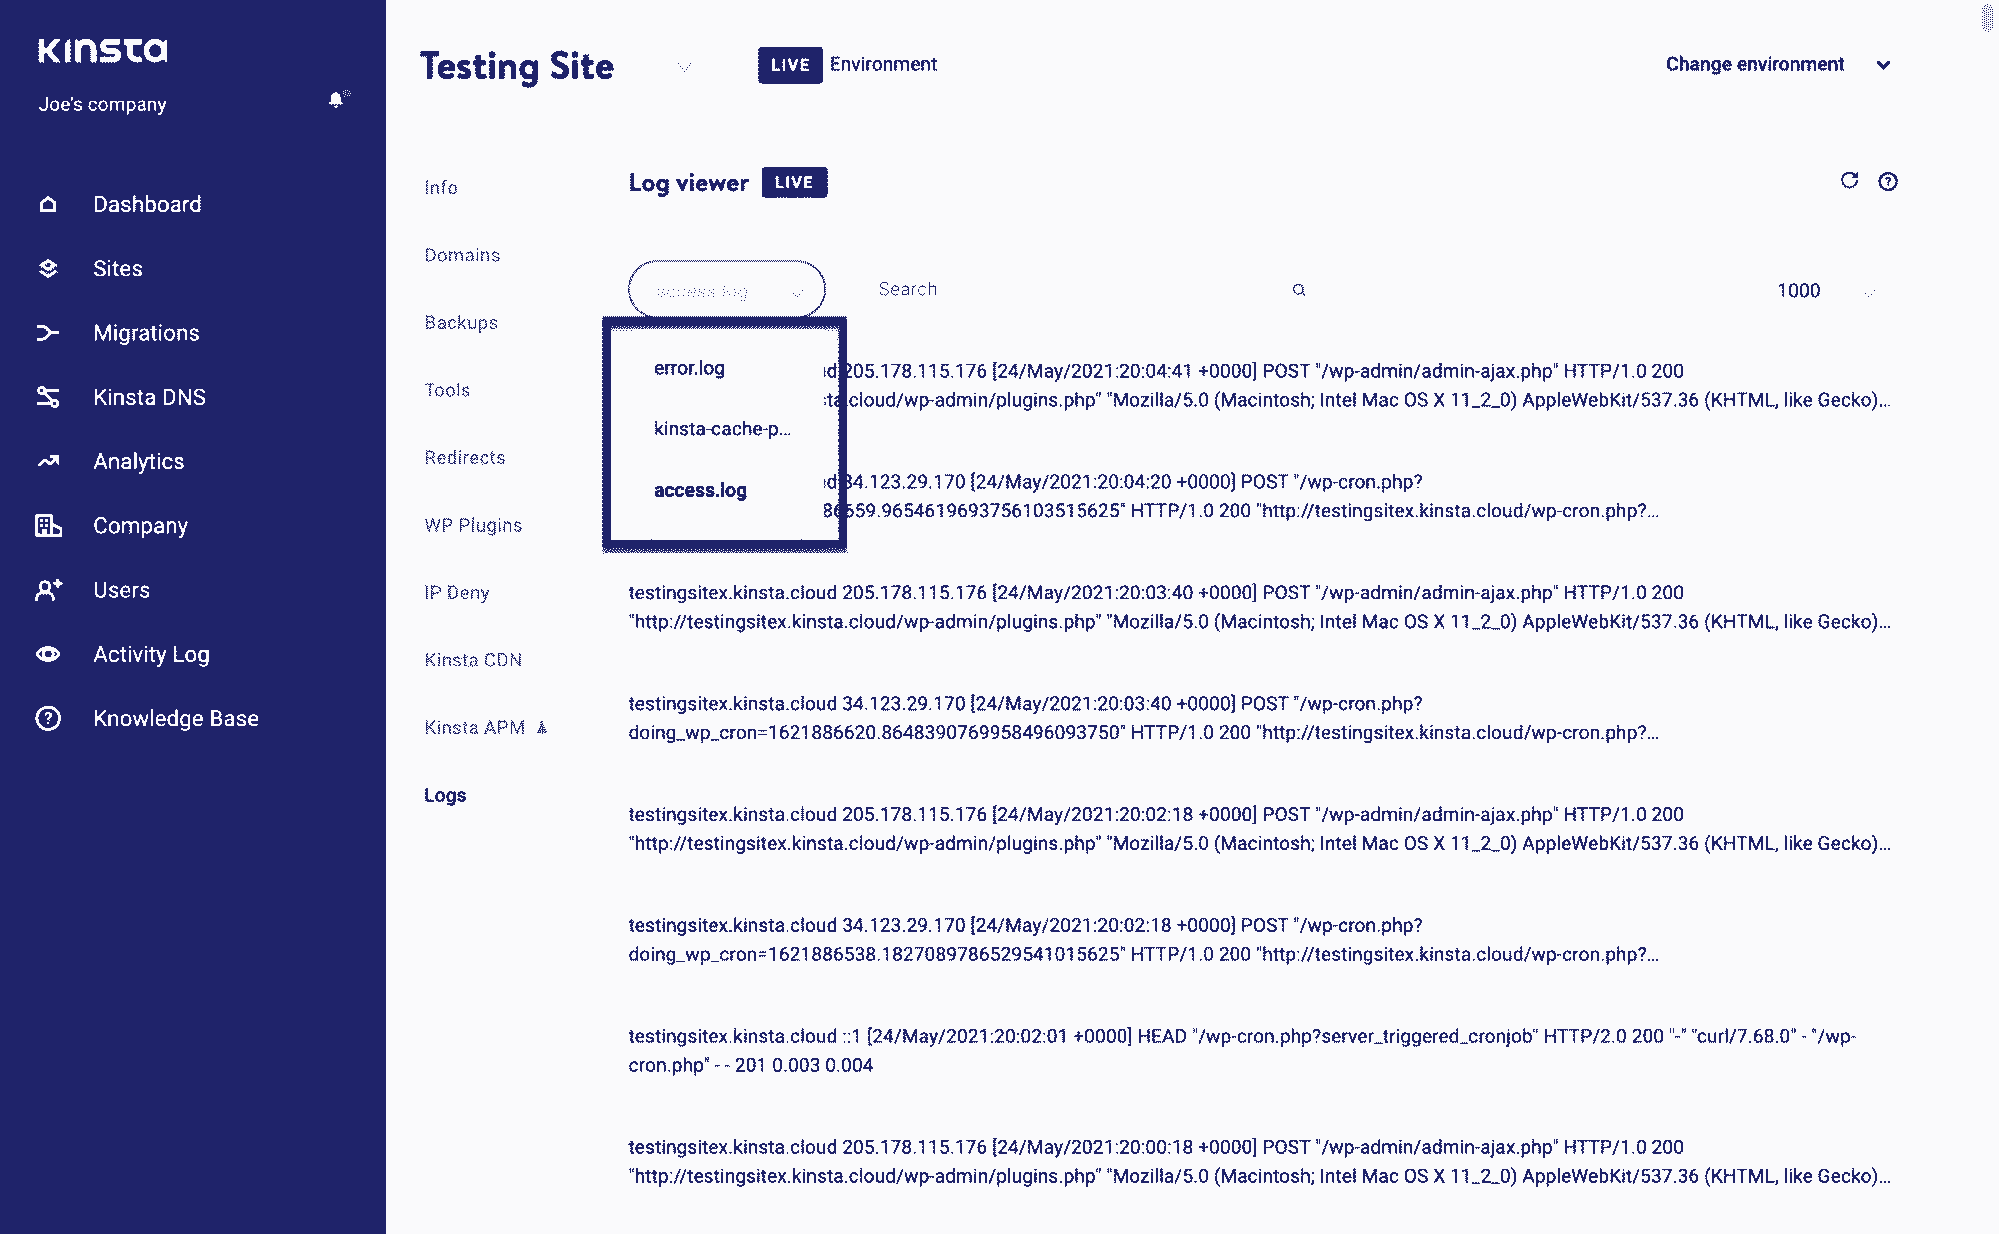 Kinsta
Joe's company
Dashboard
Sites
Migrations
Kinsta DNS
Analytics
Company
Users
Activity Log
Knowledge Base
Testing Site
LIVE Environment
Change environment
Info
Domains
Backups
Tools
Redirects
WP Plugins
IP Deny
Kinsta CDN
Kinsta APM
Logs
Log viewer LIVE
access.log
Search
1000
error.log
kinsta-cache-p...
access.log
205.178.115.176 [24/May/2021:20:04:41 +0000] POST "/wp-admin/admin-ajax.php" HTTP/1.0 200
.cloud/wp-admin/plugins.php" "Mozilla/5.0 (Macintosh; Intel Mac OS X 11_2_0) AppleWebKit/537.36 (KHTML, like Gecko)...
34.123.29.170 [24/May/2021:20:04:20 +0000] POST "/wp-cron.php?
86659.9654619693756103515625" HTTP/1.0 200 "http://testingsitex.kinsta.cloud/wp-cron.php?...
testingsitex.kinsta.cloud 205.178.115.176 [24/May/2021:20:03:40 +0000] POST "/wp-admin/admin-ajax.php" HTTP/1.0 200
"http://testingsitex.kinsta.cloud/wp-admin/plugins.php" "Mozilla/5.0 (Macintosh; Intel Mac OS X 11_2_0) AppleWebKit/537.36 (KHTML, like Gecko)...
testingsitex.kinsta.cloud 34.123.29.170 [24/May/2021:20:03:40 +0000] POST "/wp-cron.php?
doing_wp_cron=1621886620.8648390769958496093750" HTTP/1.0 200 "http://testingsitex.kinsta.cloud/wp-cron.php?...
testingsitex.kinsta.cloud 205.178.115.176 [24/May/2021:20:02:18 +0000] POST "/wp-admin/admin-ajax.php" HTTP/1.0 200
"http://testingsitex.kinsta.cloud/wp-admin/plugins.php" "Mozilla/5.0 (Macintosh; Intel Mac OS X 11_2_0) AppleWebKit/537.36 (KHTML, like Gecko)...
testingsitex.kinsta.cloud 34.123.29.170 [24/May/2021:20:02:18 +0000] POST "/wp-cron.php?
doing_wp_cron=1621886538.1827089786529541015625" HTTP/1.0 200 "http://testingsitex.kinsta.cloud/wp-cron.php?...
testingsitex.kinsta.cloud ::1 [24/May/2021:20:02:01 +0000] HEAD "/wp-cron.php?server_triggered_cronjob" HTTP/2.0 200 "-" "curl/7.68.0" - "/wp-
cron.php" - - 201 0.003 0.004
testingsitex.kinsta.cloud 205.178.115.176 [24/May/2021:20:00:18 +0000] POST "/wp-admin/admin-ajax.php" HTTP/1.0 200
"http://testingsitex.kinsta.cloud/wp-admin/plugins.php" "Mozilla/5.0 (Macintosh; Intel Mac OS X 11_2_0) AppleWebKit/537.36 (KHTML, like Gecko)...